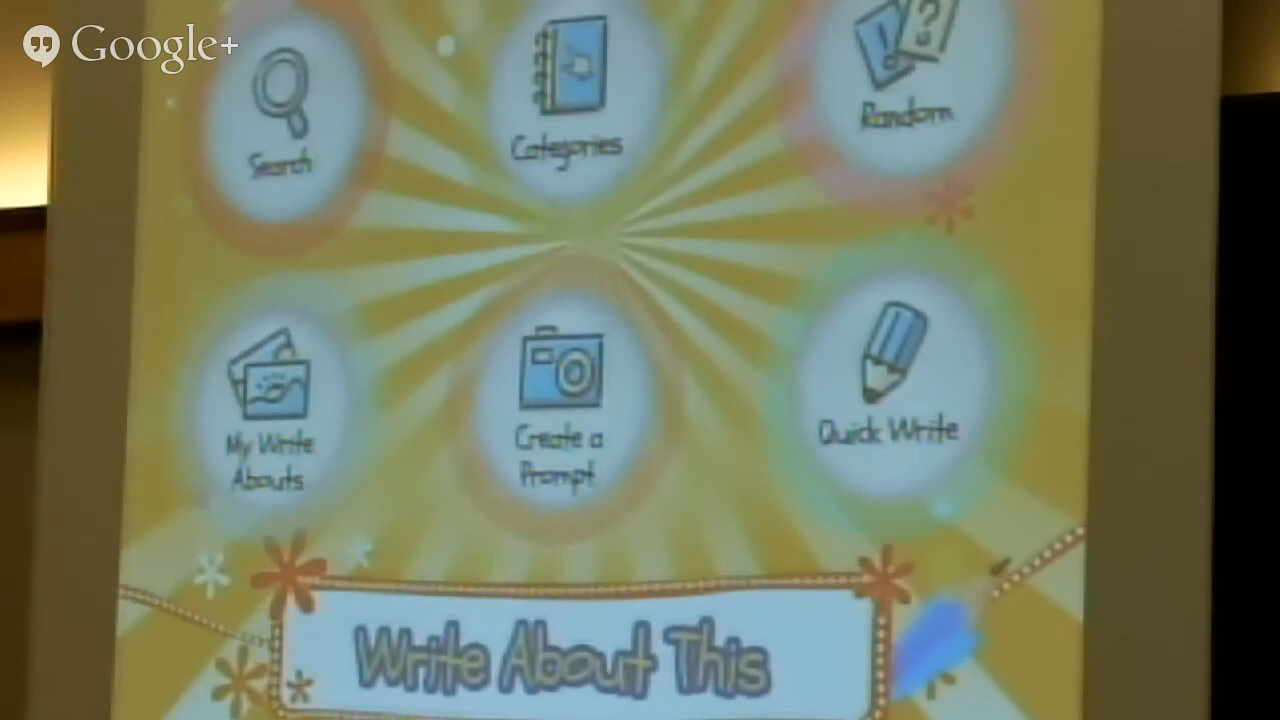 Google+
Search
Categories
Random
?
!
My Write
Abouts
Create a
Prompt
Quick Write
Write About This